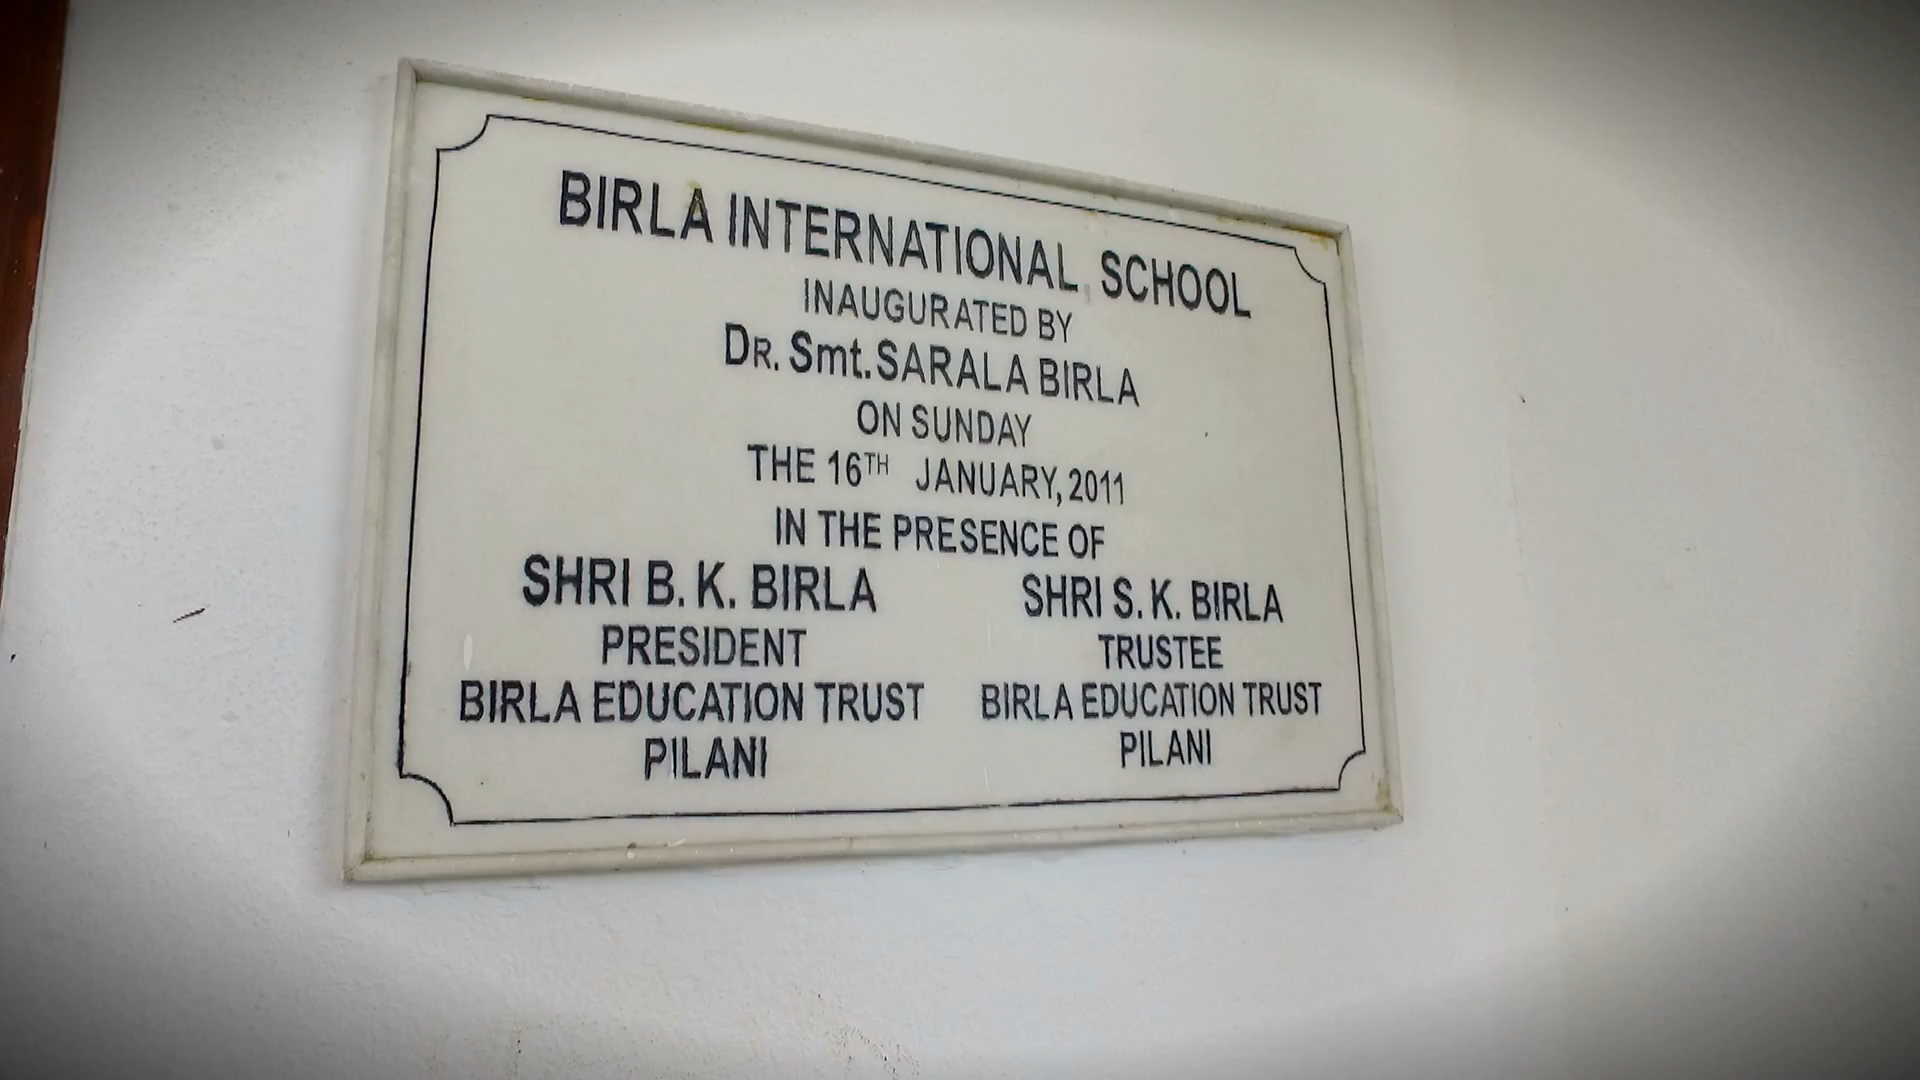 BIRLA INTERNATIONAL SCHOOL
INAUGURATED BY
DR. Smt. SARALA BIRLA
ON SUNDAY
THE 16TH JANUARY, 2011
IN THE PRESENCE OF
SHRI B. K. BIRLA
PRESIDENT
BIRLA EDUCATION TRUST
PILANI
SHRI S. K. BIRLA
TRUSTEE
BIRLA EDUCATION TRUST
PILANI